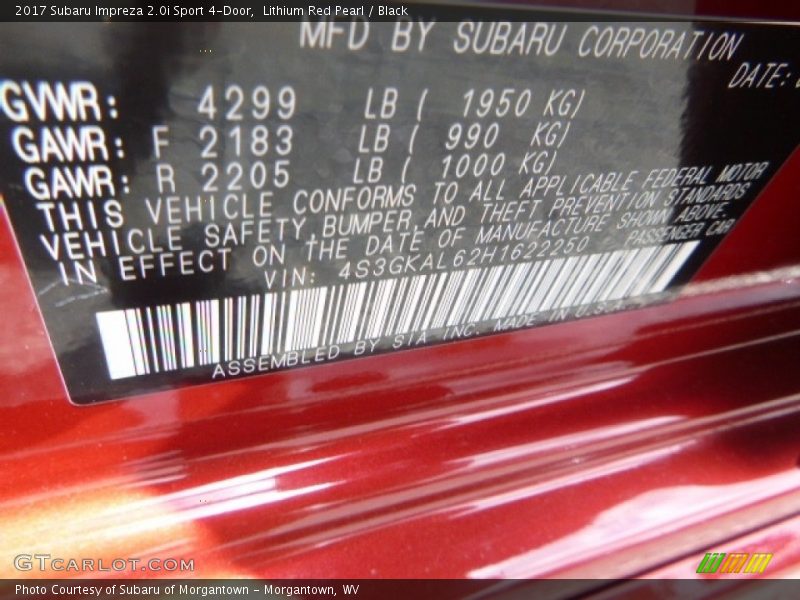 2017 Subaru Impreza 2.0i Sport 4-Door, Lithium Red Pearl / Black
MFD BY SUBARU CORPORATION
DATE:
GVWR: 4299 LB ( 1950 KG)
GAWR: F 2183 LB ( 990 KG)
GAWR: R 2205 LB ( 1000 KG)
THIS VEHICLE CONFORMS TO ALL APPLICABLE FEDERAL MOTOR
VEHICLE SAFETY,BUMPER,AND THEFT PREVENTION STANDARDS
IN EFFECT ON tHE DATE OF MANUFACTURE SHOWN ABOVE.
VIN: 4S3GKAL62H1622250 PASSENGER CAR
ASSEMBLED BY SIA INC. MADE IN
GTCARLOT.COM
Photo Courtesy of Subaru of Morgantown - Morgantown, WV